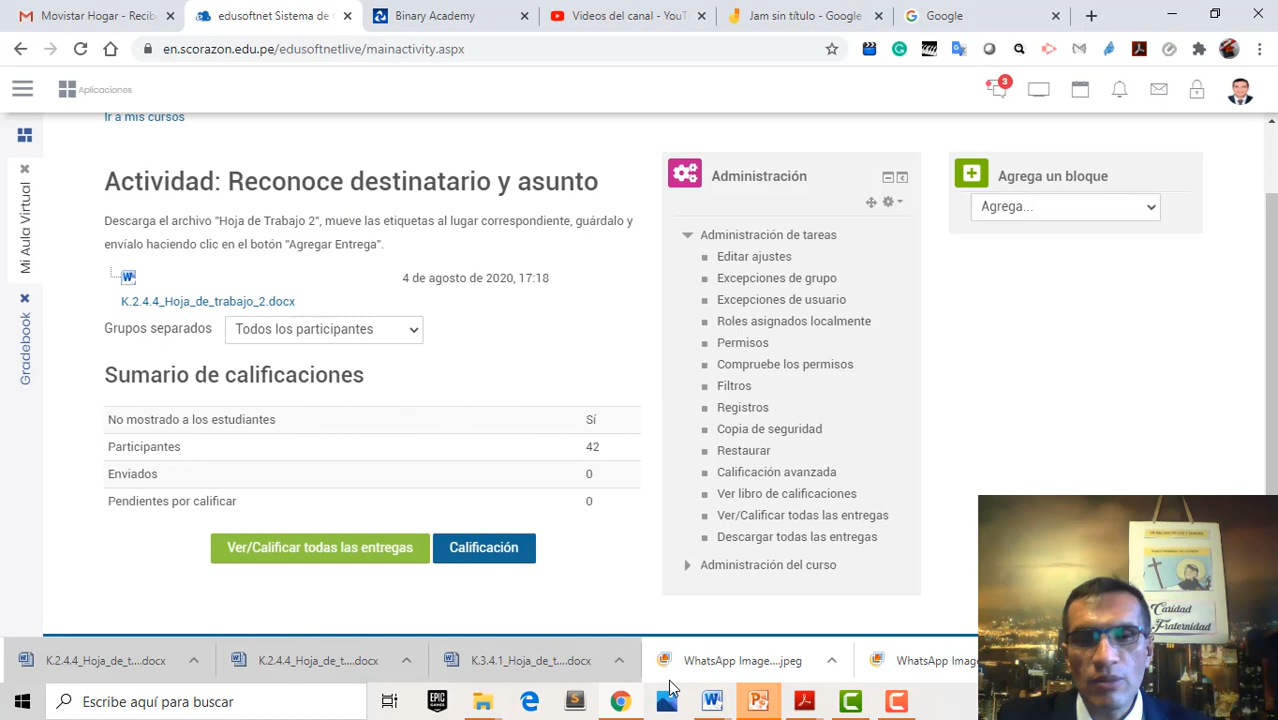 Movistar Hogar - Recib
edusoftnet Sistema de A
Binary Academy
Videos del canal - YouT
Jam sin título - Google
Google
en.scorazon.edu.pe/edusoftnetlive/mainactivity.aspx
Aplicaciones
3
Ir a mis cursos
Mi Aula Virtual
Gradebook
Actividad: Reconoce destinatario y asunto
Descarga el archivo "Hoja de Trabajo 2", mueve las etiquetas al lugar correspondiente, guárdalo y
envíalo haciendo clic en el botón "Agregar Entrega".
4 de agosto de 2020, 17:18
K.2.4.4_Hoja_de_trabajo_2.docx
Grupos separados
Todos los participantes
Sumario de calificaciones
No mostrado a los estudiantes Sí
Participantes 42
Enviados 0
Pendientes por calificar 0
Ver/Calificar todas las entregas
Calificación
Administración
Administración de tareas
Editar ajustes
Excepciones de grupo
Excepciones de usuario
Roles asignados localmente
Permisos
Compruebe los permisos
Filtros
Registros
Copia de seguridad
Restaurar
Calificación avanzada
Ver libro de calificaciones
Ver/Calificar todas las entregas
Descargar todas las entregas
Administración del curso
Agrega un bloque
Agrega...
Caridad
Fraternidad
K.2.4.4_Hoja_de_t....docx
K.2.4.4_Hoja_de_t....docx
K.3.4.1_Hoja_de_t....docx
WhatsApp Image....jpeg
WhatsApp Ima
Escribe aquí para buscar
EPIC
GAMES